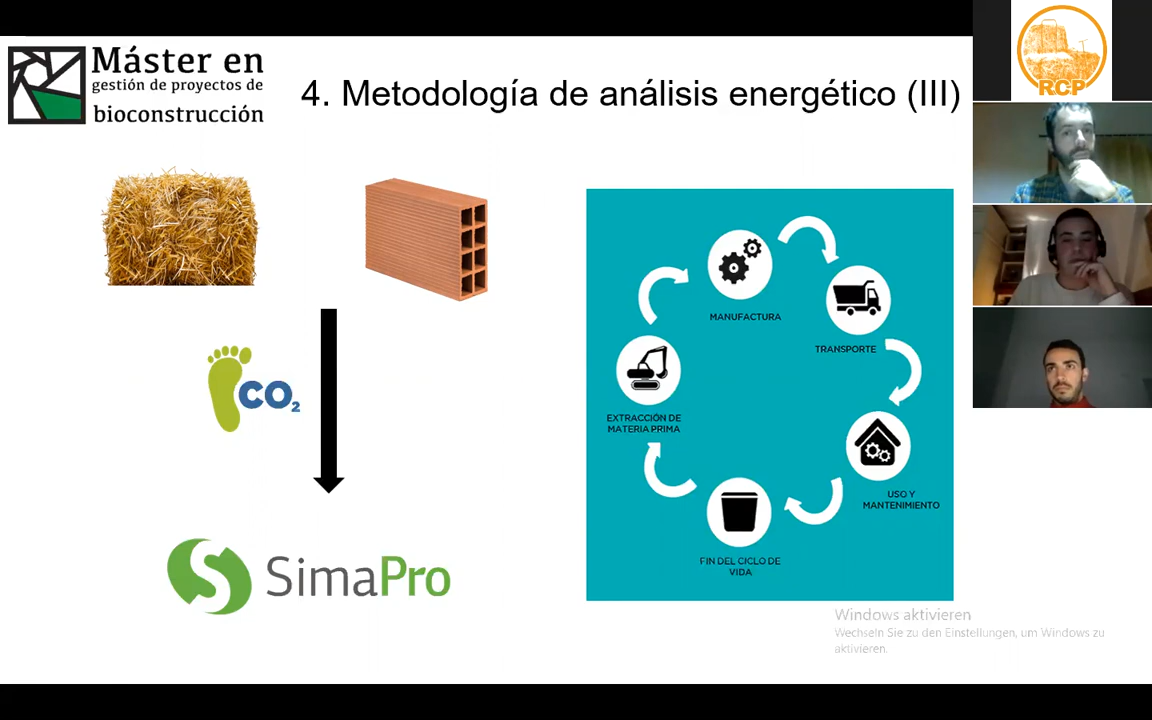 Máster en
gestión de proyectos de
bioconstrucción
4. Metodología de análisis energético (III)
RCP
MANUFACTURA
TRANSPORTE
EXTRACCIÓN DE
MATERIA PRIMA
USO Y
MANTENIMIENTO
FIN DEL CICLO DE
VIDA
CO₂
SimaPro
Windows aktivieren
Wechseln Sie zu den Einstellungen, um Windows zu
aktivieren.